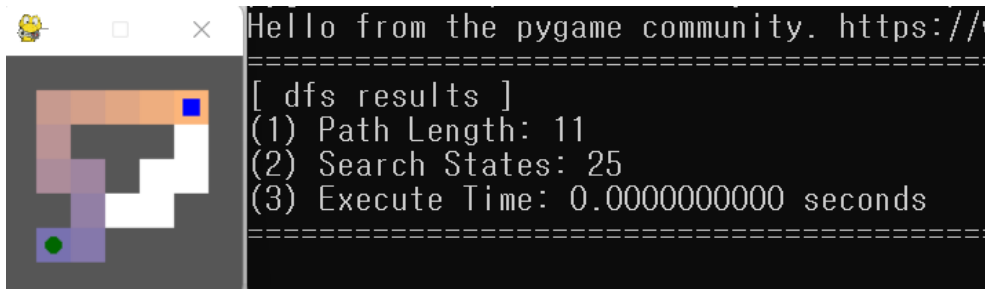 Hello from the pygame community. https://
==========================================
[ dfs results ]
(1) Path Length: 11
(2) Search States: 25
(3) Execute Time: 0.0000000000 seconds
==========================================